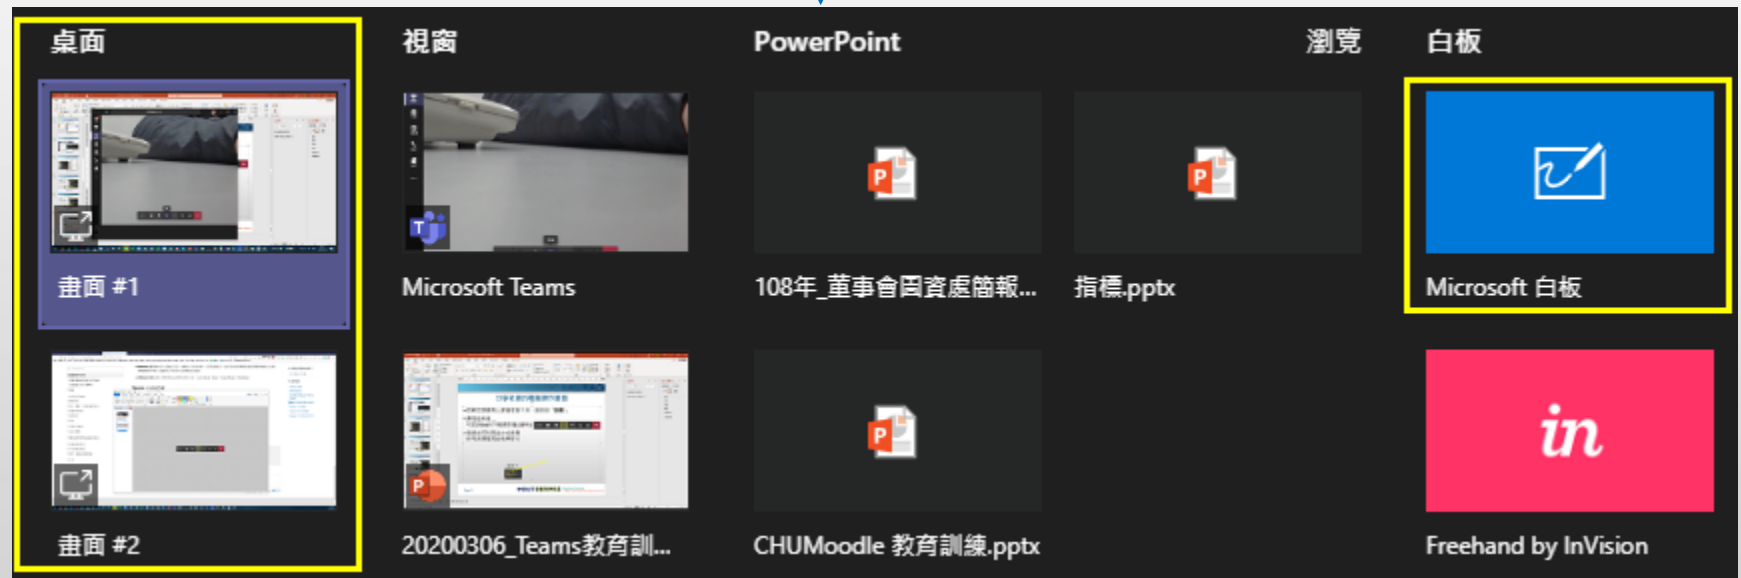 桌面
視窗
PowerPoint
瀏覽
白板
畫面 #1
Microsoft Teams
108年_董事會圖資處簡報...
指標.pptx
Microsoft 白板
畫面 #2
20200306_Teams教育訓...
CHUMoodle 教育訓練.pptx
in
Freehand by InVision